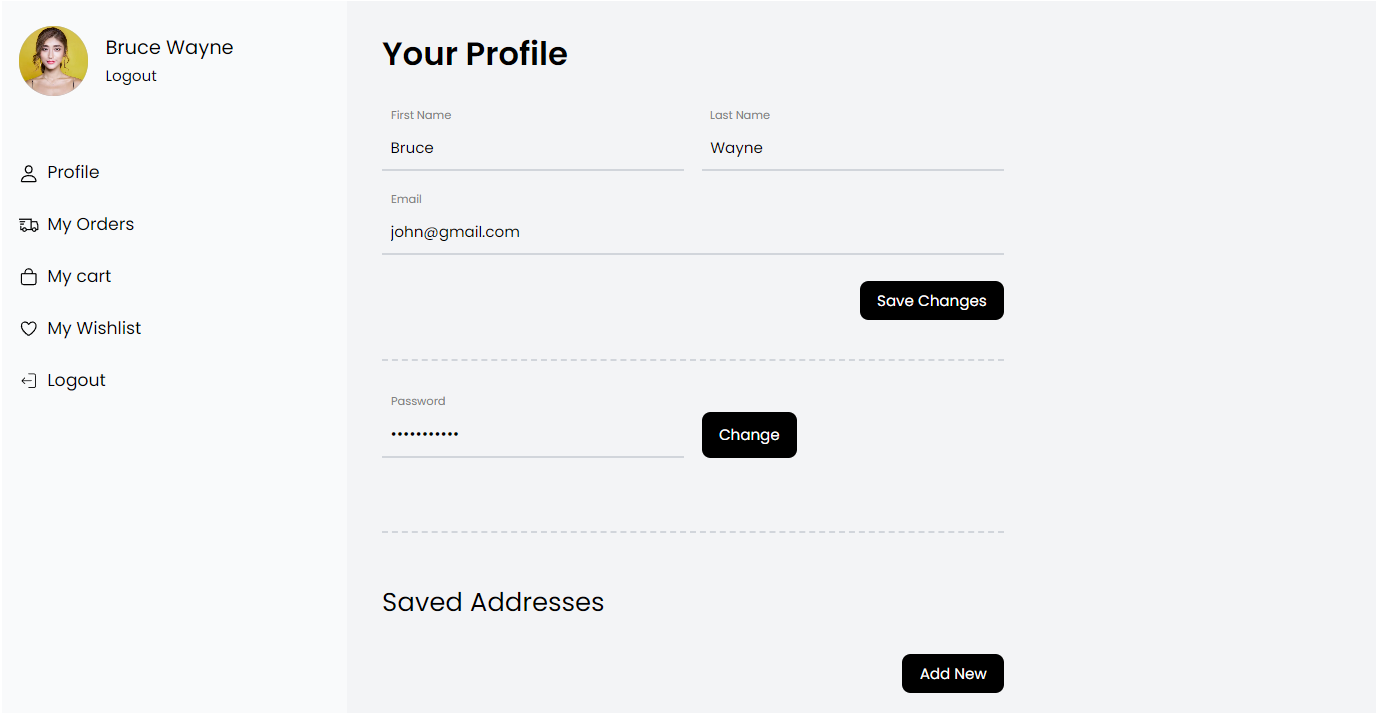 Bruce Wayne
Logout
Profile
My Orders
My cart
My Wishlist
Logout
Your Profile
First Name
Last Name
Bruce
Wayne
Email
john@gmail.com
Save Changes
Password
•••••••••••
Change
Saved Addresses
Add New